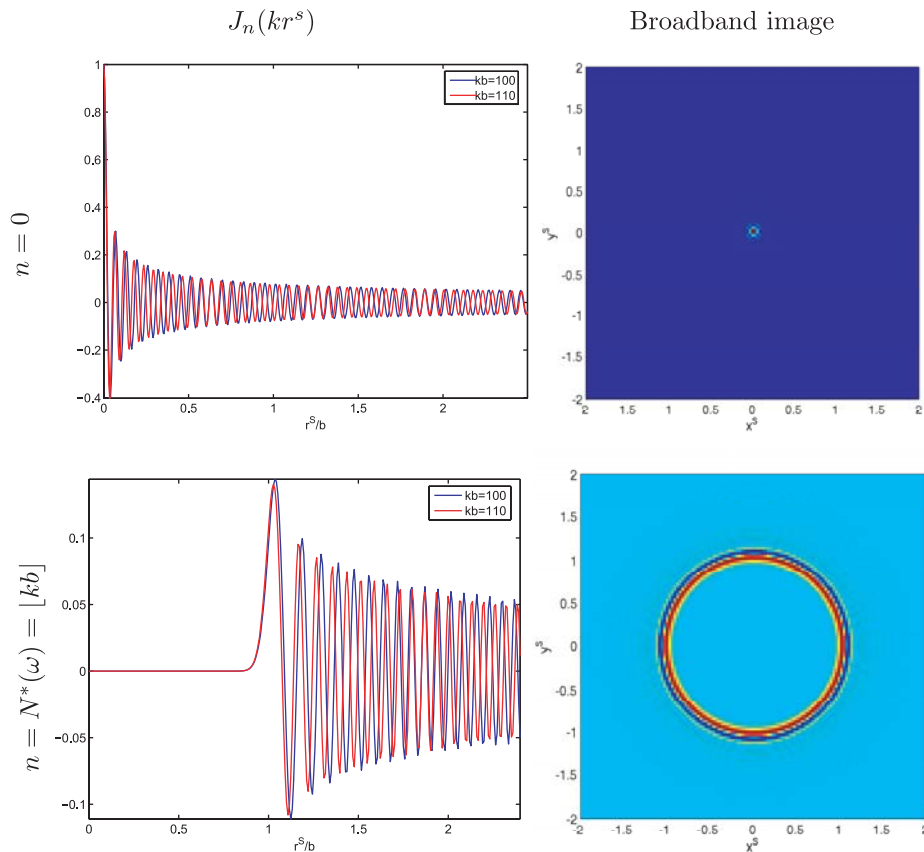 J_n(kr^s)
Broadband image
n = 0
1
0.8
0.6
0.4
0.2
0
-0.2
-0.4
0 0.5 1 1.5 2
r^S/b
kb=100
kb=110
2
1.5
1
0.5
0
-0.5
-1
-1.5
-2
y^S
2 1.5 1 0.5 0 0.5 1 1.5 2
x^S
n = N*(ω) = ⌊kb⌋
0.1
0.05
0
-0.05
-0.1
0 0.5 1 1.5 2
r^S/b
kb=100
kb=110
2
1.5
1
0.5
0
-0.5
-1
-1.5
-2
y^S
-2 -1.5 -1 -0.5 0 0.5 1 1.5 2
x^S